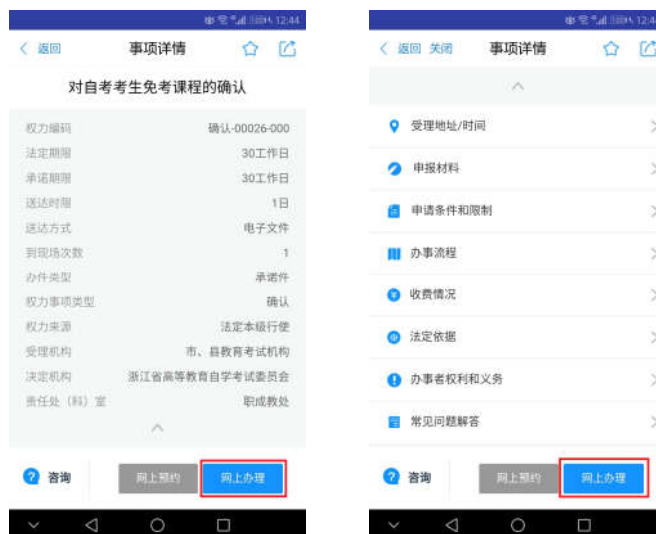 12:44
返回
事项详情
对自考考生免考课程的确认
权力编码 确认-00026-000
法定期限 30工作日
承诺期限 30工作日
送达时限 1日
送达方式 电子文件
到现场次数 1
办件类型 承诺件
权力事项类型 确认
权力来源 法定本级行使
受理机构 市、县教育考试机构
决定机构 浙江省高等教育自学考试委员会
责任处（科）室 职成教处
咨询
网上预约
网上办理
返回 关闭
事项详情
受理地址/时间
申报材料
申请条件和限制
办事流程
收费情况
法定依据
办事者权利和义务
常见问题解答
咨询
网上预约
网上办理